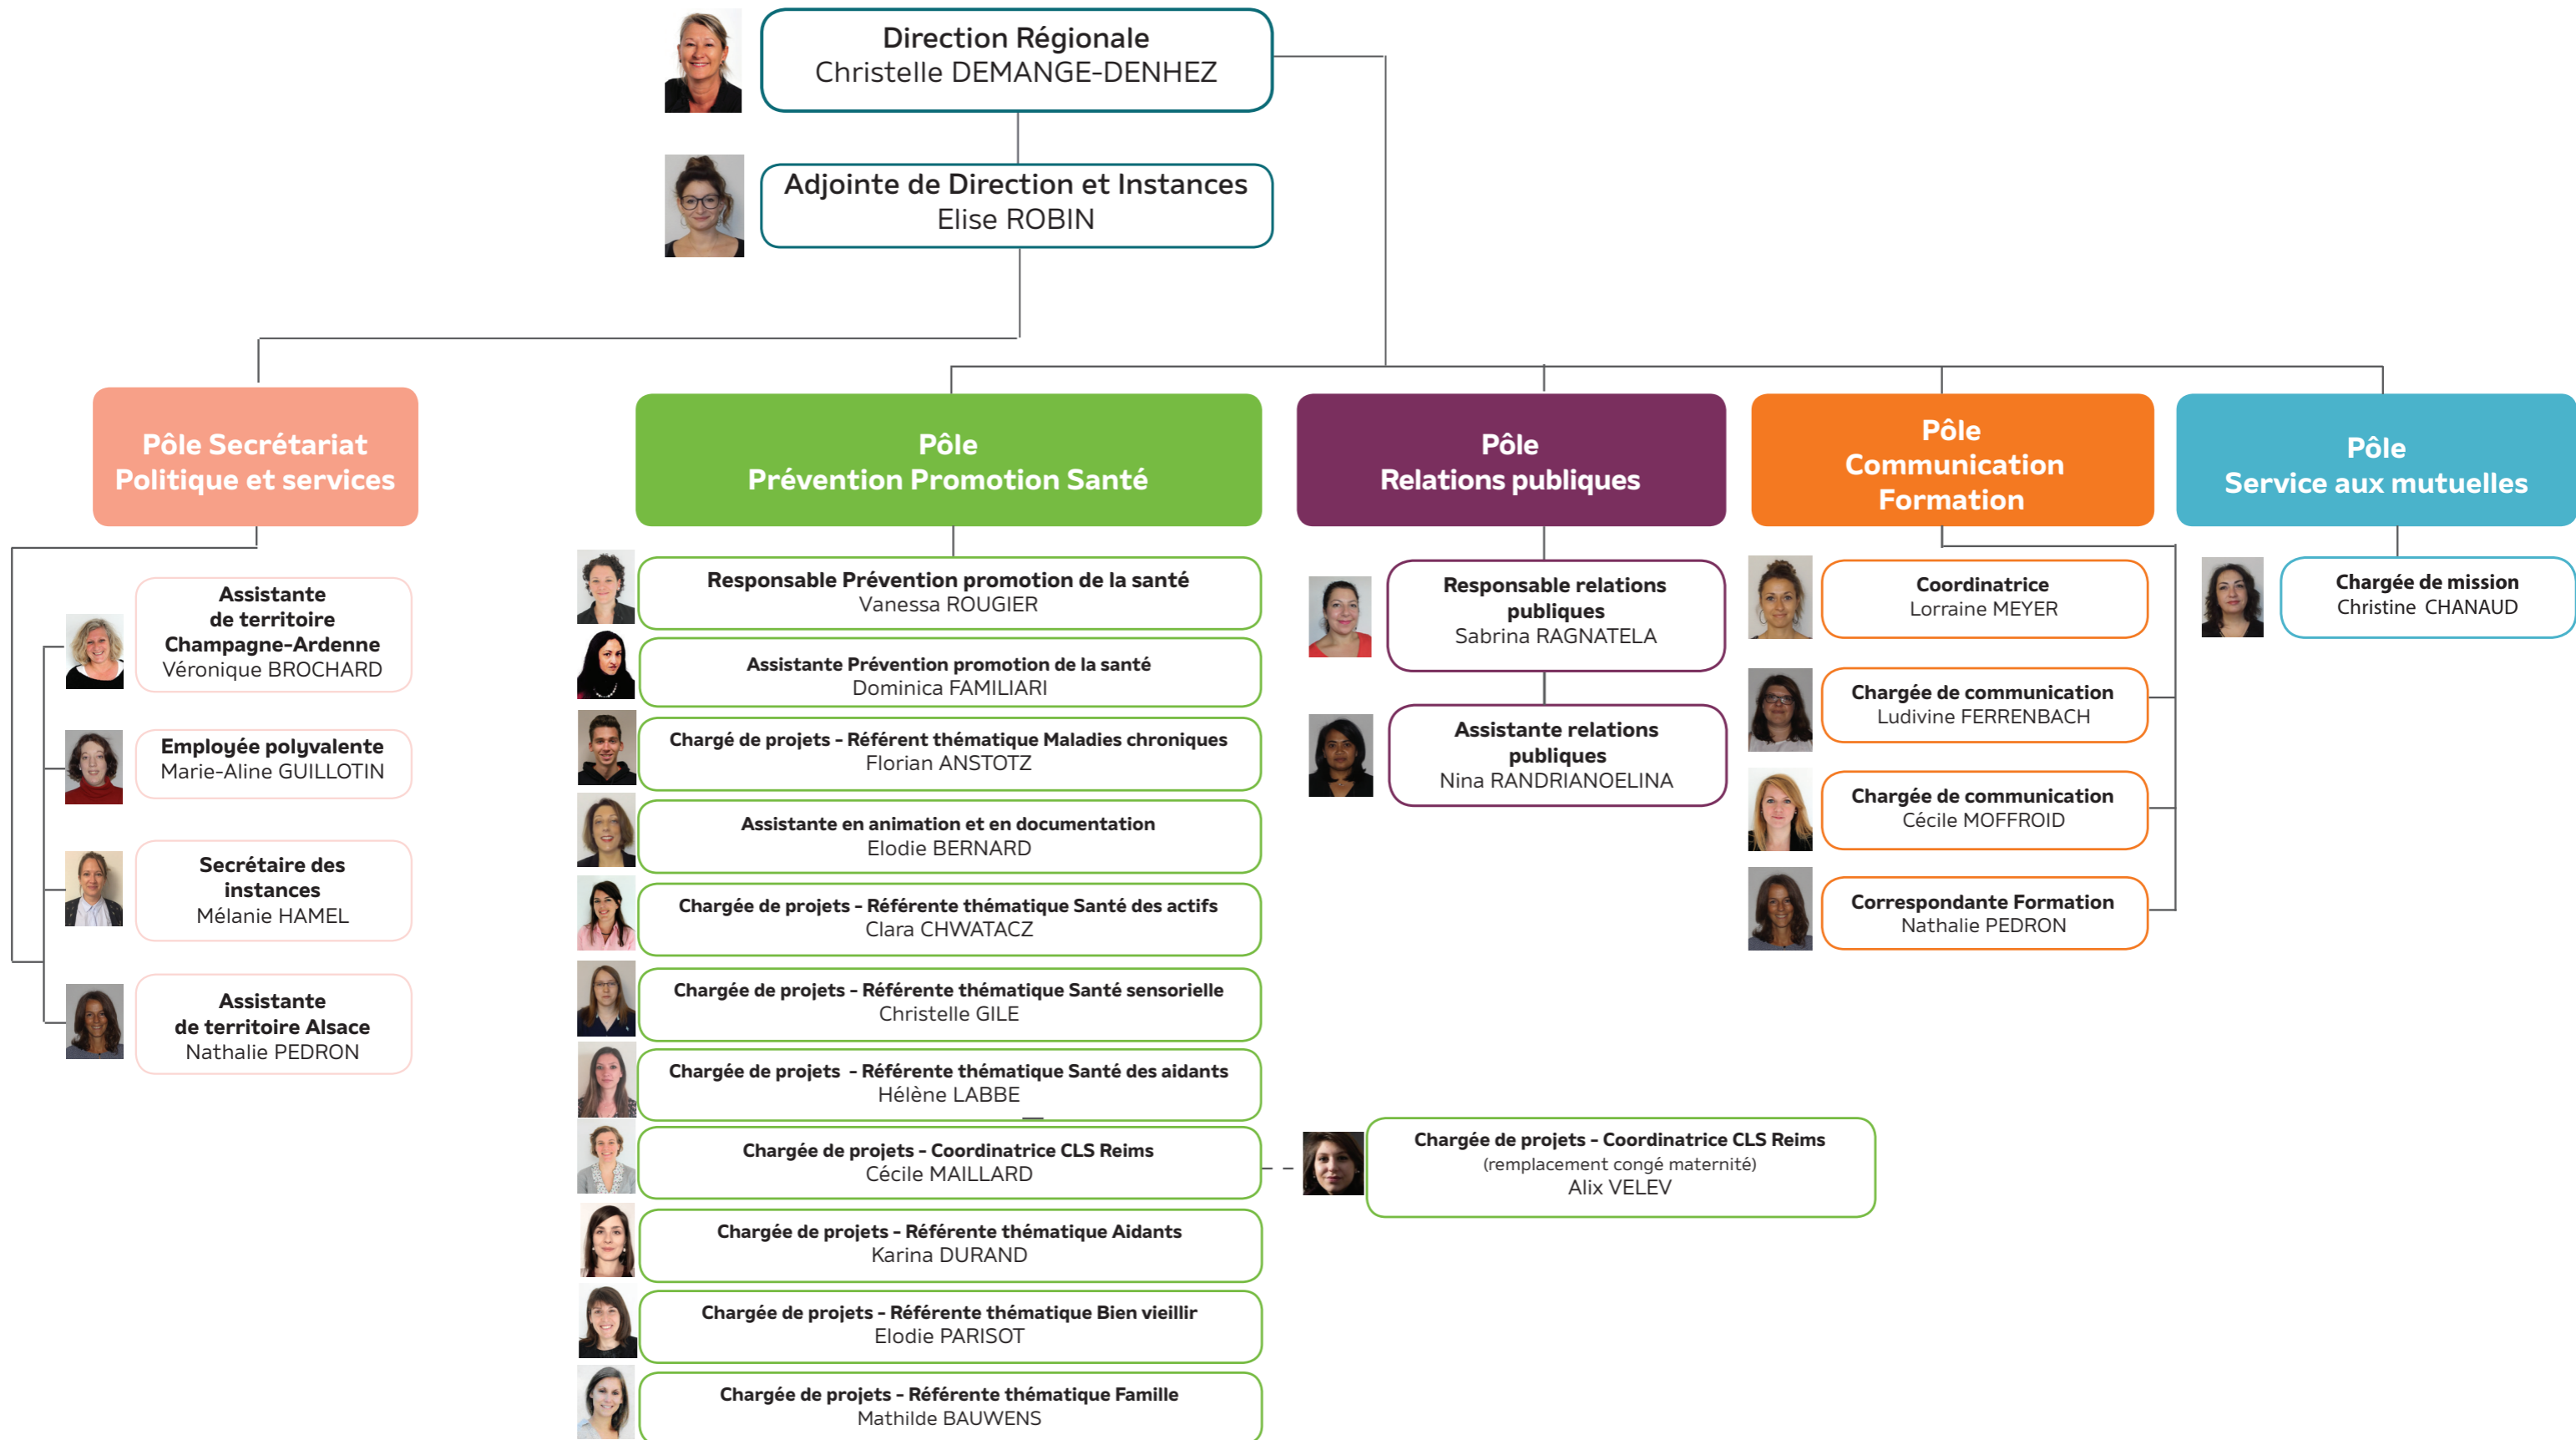 Direction Régionale
Christelle DEMANGE-DENHEZ
Adjointe de Direction et Instances
Elise ROBIN
Pôle Secrétariat
Politique et services
Assistante
de territoire
Champagne-Ardenne
Véronique BROCHARD
Employée polyvalente
Marie-Aline GUILLOTIN
Secrétaire des
instances
Mélanie HAMEL
Assistante
de territoire Alsace
Nathalie PEDRON
Pôle
Prévention Promotion Santé
Responsable Prévention promotion de la santé
Vanessa ROUGIER
Assistante Prévention promotion de la santé
Dominica FAMILIARI
Chargé de projets - Référent thématique Maladies chroniques
Florian ANSTOTZ
Assistante en animation et en documentation
Elodie BERNARD
Chargée de projets - Référente thématique Santé des actifs
Clara CHWATACZ
Chargée de projets - Référente thématique Santé sensorielle
Christelle GILE
Chargée de projets - Référente thématique Santé des aidants
Hélène LABBE
Chargée de projets - Coordinatrice CLS Reims
Cécile MAILLARD
Chargée de projets - Coordinatrice CLS Reims
(remplacement congé maternité)
Alix VELEV
Chargée de projets - Référente thématique Aidants
Karina DURAND
Chargée de projets - Référente thématique Bien vieillir
Elodie PARISOT
Chargée de projets - Référente thématique Famille
Mathilde BAUWENS
Pôle
Relations publiques
Responsable relations
publiques
Sabrina RAGNATELA
Assistante relations
publiques
Nina RANDRIANOELINA
Pôle
Communication
Formation
Coordinatrice
Lorraine MEYER
Chargée de communication
Ludivine FERRENBACH
Chargée de communication
Cécile MOFFROID
Correspondante Formation
Nathalie PEDRON
Pôle
Service aux mutuelles
Chargée de mission
Christine CHANAUD